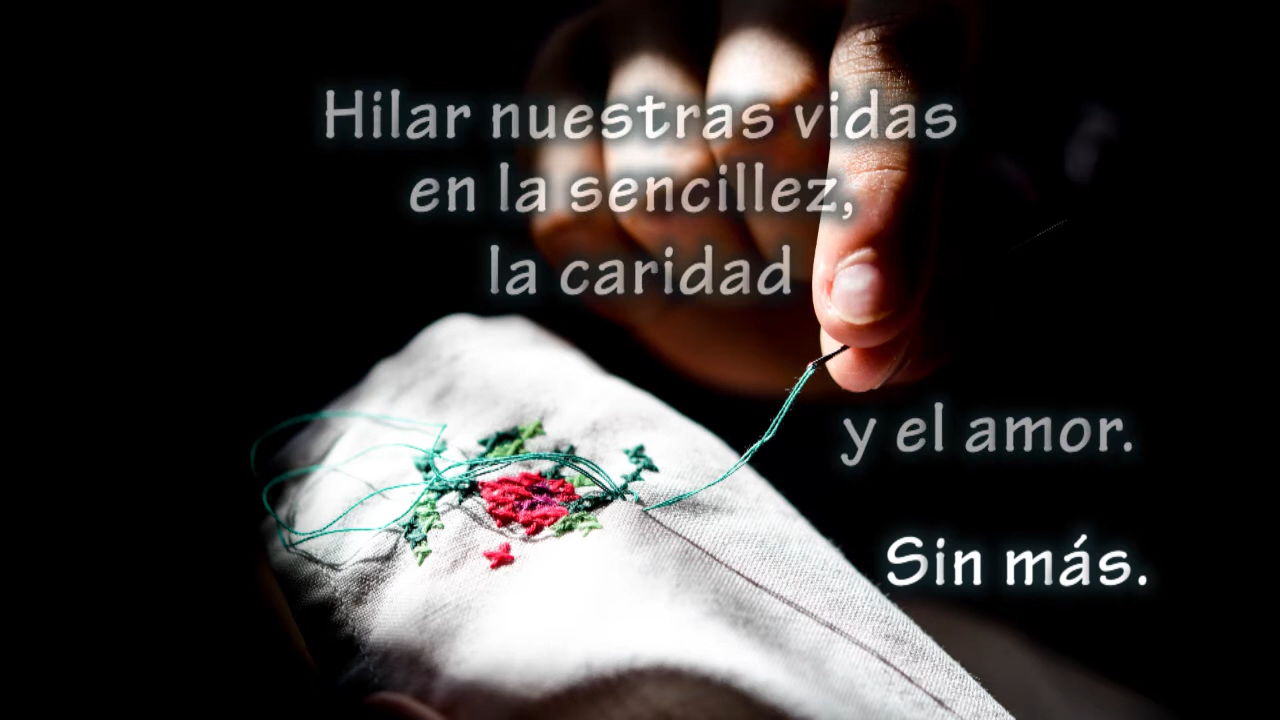 Hilar nuestras vidas
en la sencillez,
la caridad
y el amor.
Sin más.